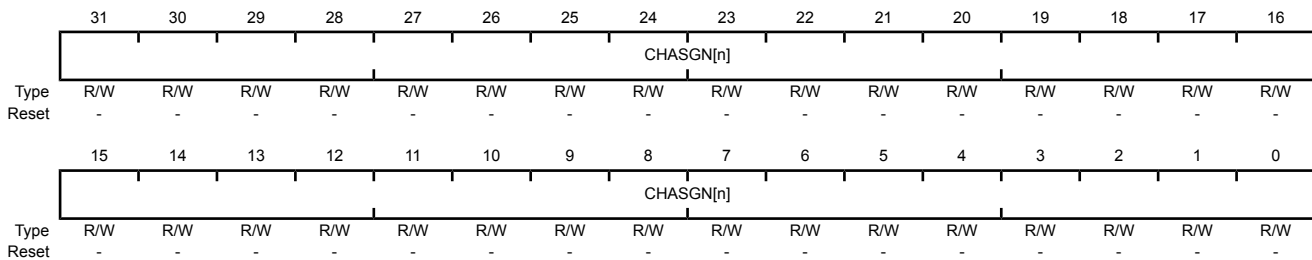 31 30 29 28 27 26 25 24 23 22 21 20 19 18 17 16
CHASGN[n]
Type R/W R/W R/W R/W R/W R/W R/W R/W R/W R/W R/W R/W R/W R/W R/W R/W
Reset - - - - - - - - - - - - - - - -
15 14 13 12 11 10 9 8 7 6 5 4 3 2 1 0
CHASGN[n]
Type R/W R/W R/W R/W R/W R/W R/W R/W R/W R/W R/W R/W R/W R/W R/W R/W
Reset - - - - - - - - - - - - - - - -